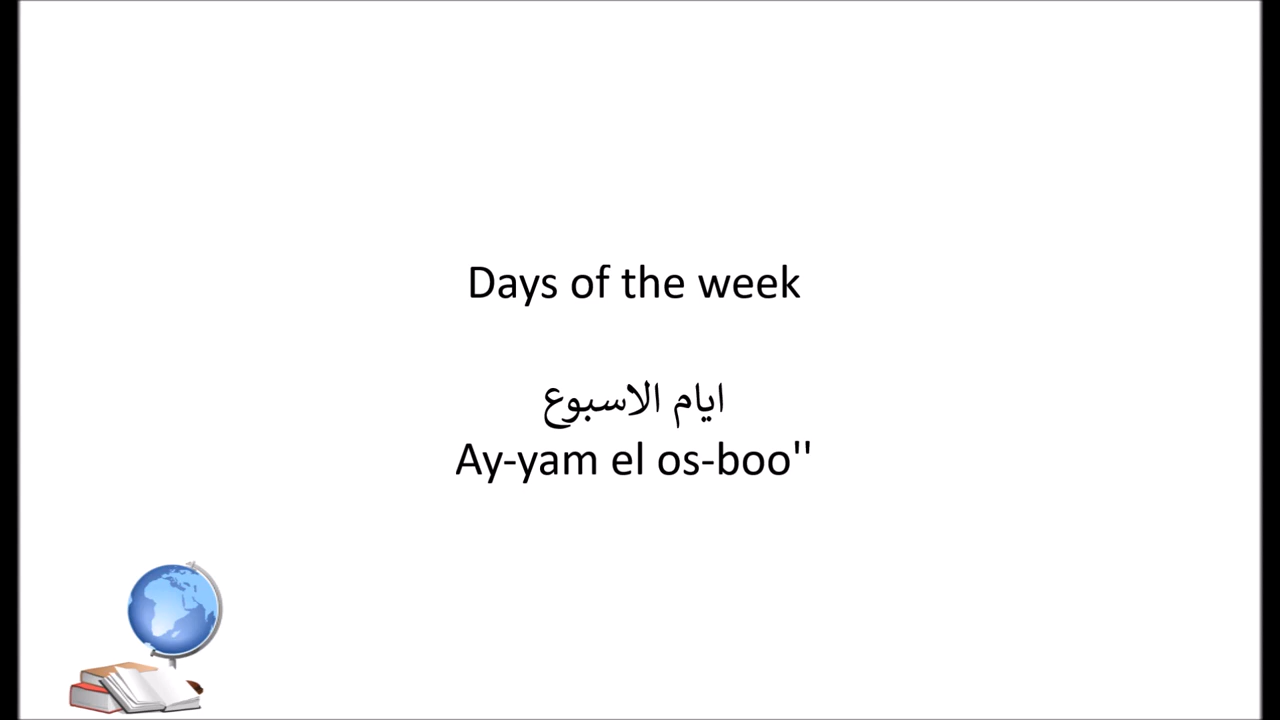 Days of the week
ايام الاسبوع
Ay-yam el os-boo''